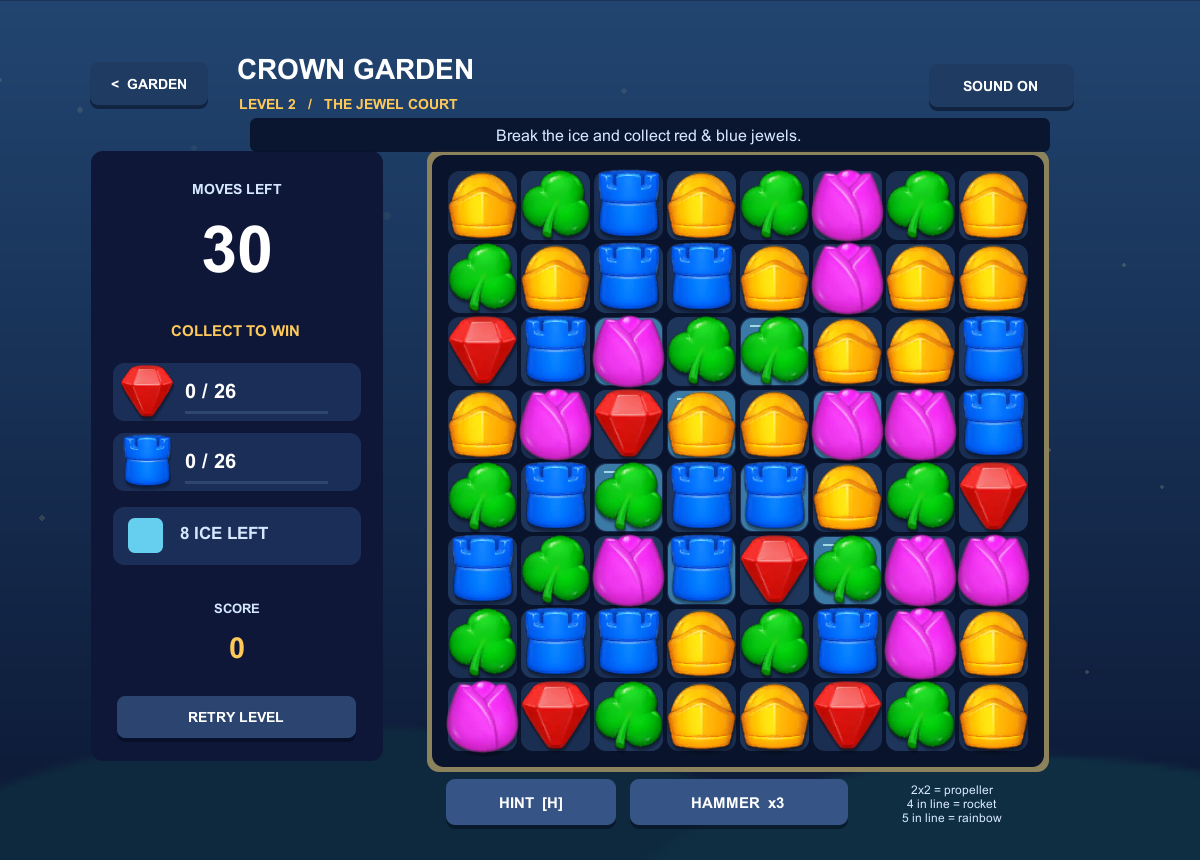 < GARDEN
CROWN GARDEN
LEVEL 2 / THE JEWEL COURT
SOUND ON
Break the ice and collect red & blue jewels.
MOVES LEFT
30
COLLECT TO WIN
0 / 26
0 / 26
8 ICE LEFT
SCORE
0
RETRY LEVEL
HINT [H]
HAMMER x3
2x2 = propeller
4 in line = rocket
5 in line = rainbow